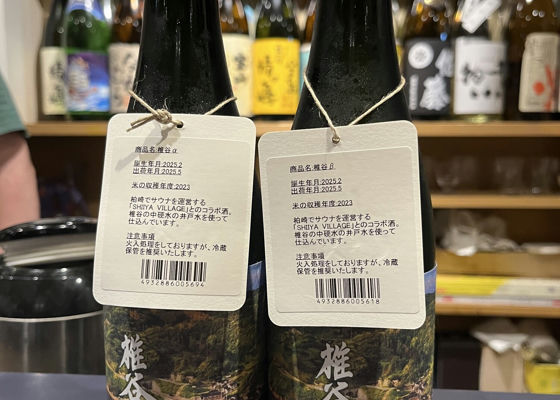 商品名:椎谷α
誕生年月:2025.2
出荷年月:2025.5
米の収穫年度:2023
柏崎でサウナを運営する
「SHIIYA VILLAGE」とのコラボ酒。
椎谷の中硬水の井戸水を使って
仕込んでいます。
注意事項
火入処理をしておりますが、冷蔵
保管を推奨いたします。
4932886005694
椎谷
商品名:椎谷β
誕生年月:2025.2
出荷年月:2025.5
米の収穫年度:2023
柏崎でサウナを運営する
「SHIIYA VILLAGE」とのコラボ酒。
椎谷の中硬水の井戸水を使って
仕込んでいます。
注意事項
火入処理をしておりますが、冷蔵
保管を推奨いたします。
4932886005618
椎谷